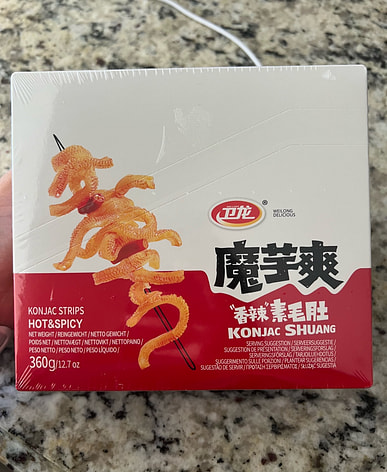 卫龙®
WEILONG
DELICIOUS
魔芋爽
"香辣"素毛肚
KONJAC SHUANG
KONJAC STRIPS
HOT&SPICY
NET WEIGHT / REINGEWICHT / NETTO GEWICHT /
POIDS NET / NETTOVÆGT / NETTOVIKT / NETTOPAINO /
PESO NETTO / PESO NETO / PESO LÍQUIDO /
360g/12.7 oz
SERVING SUGGESTION / SERVEERSUGGESTIE /
SUGGESTION DE PRÉSENTATION / SERVERINGSFORSLAG /
SERVERINGSFÖRSLAG / TARJOILUEHDOTUS /
SUGGERIMENTO SULLE PORZIONI / PLANTEAR SUGERENCIAS /
SUGESTÃO DE SERVIR / ΠΡΟΤΑΣΗ ΣΕΡΒΙΡΙΣΜΑΤΟΣ /